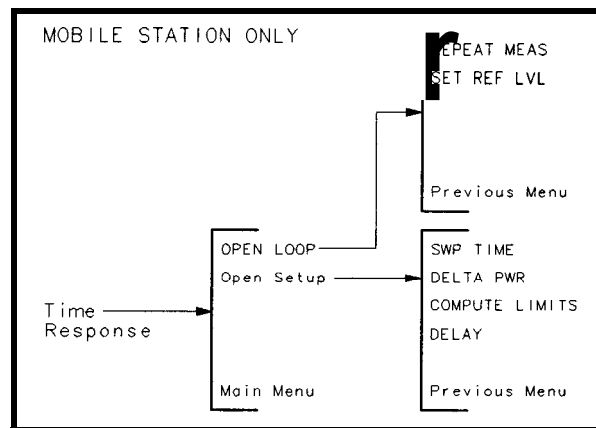 MOBILE STATION ONLY
REPEAT MEAS
SET REF LVL
Previous Menu
OPEN LOOP
Open Setup
Main Menu
SWP TIME
DELTA PWR
COMPUTE LIMITS
DELAY
Previous Menu
Time
Response